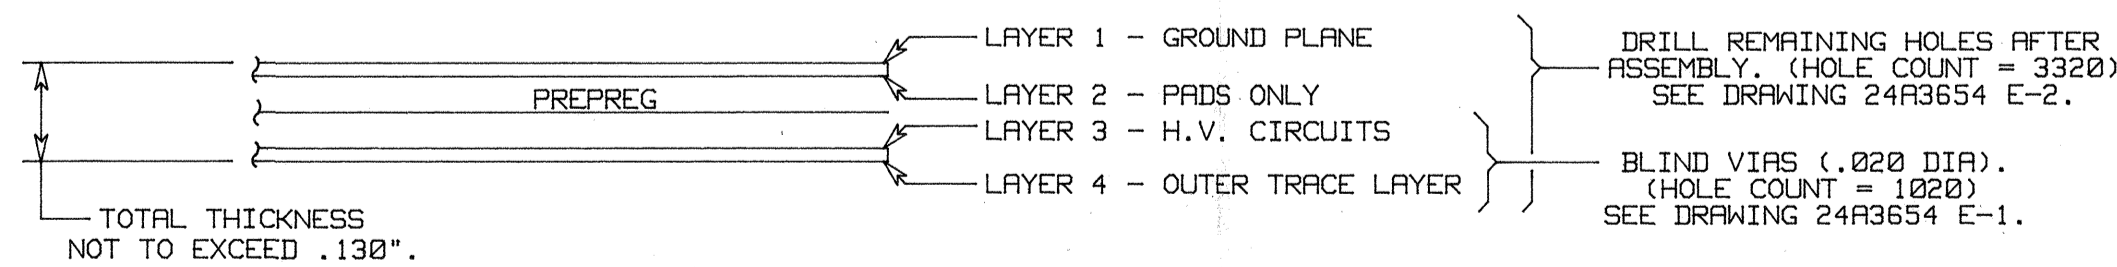 LAYER 1 - GROUND PLANE
PREPREG
LAYER 2 - PADS ONLY
LAYER 3 - H.V. CIRCUITS
LAYER 4 - OUTER TRACE LAYER
TOTAL THICKNESS
NOT TO EXCEED .130".
DRILL REMAINING HOLES AFTER
ASSEMBLY. (HOLE COUNT = 3320)
SEE DRAWING 24A3654 E-2.
BLIND VIAS (.020 DIA).
(HOLE COUNT = 1020)
SEE DRAWING 24A3654 E-1.